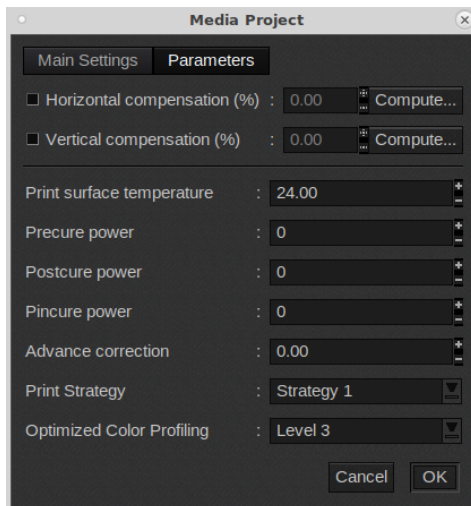 Media Project
Main Settings Parameters
Horizontal compensation (%) : 0.00 Compute...
Vertical compensation (%) : 0.00 Compute...
Print surface temperature : 24.00
Precure power : 0
Postcure power : 0
Pincure power : 0
Advance correction : 0.00
Print Strategy : Strategy 1
Optimized Color Profiling : Level 3
Cancel OK